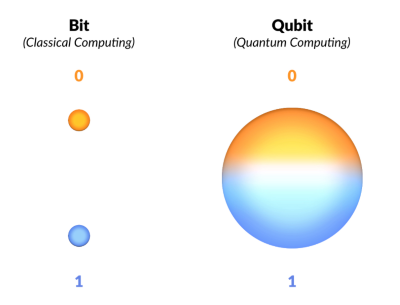 Bit
(Classical Computing)
0
1
Qubit
(Quantum Computing)
0
1